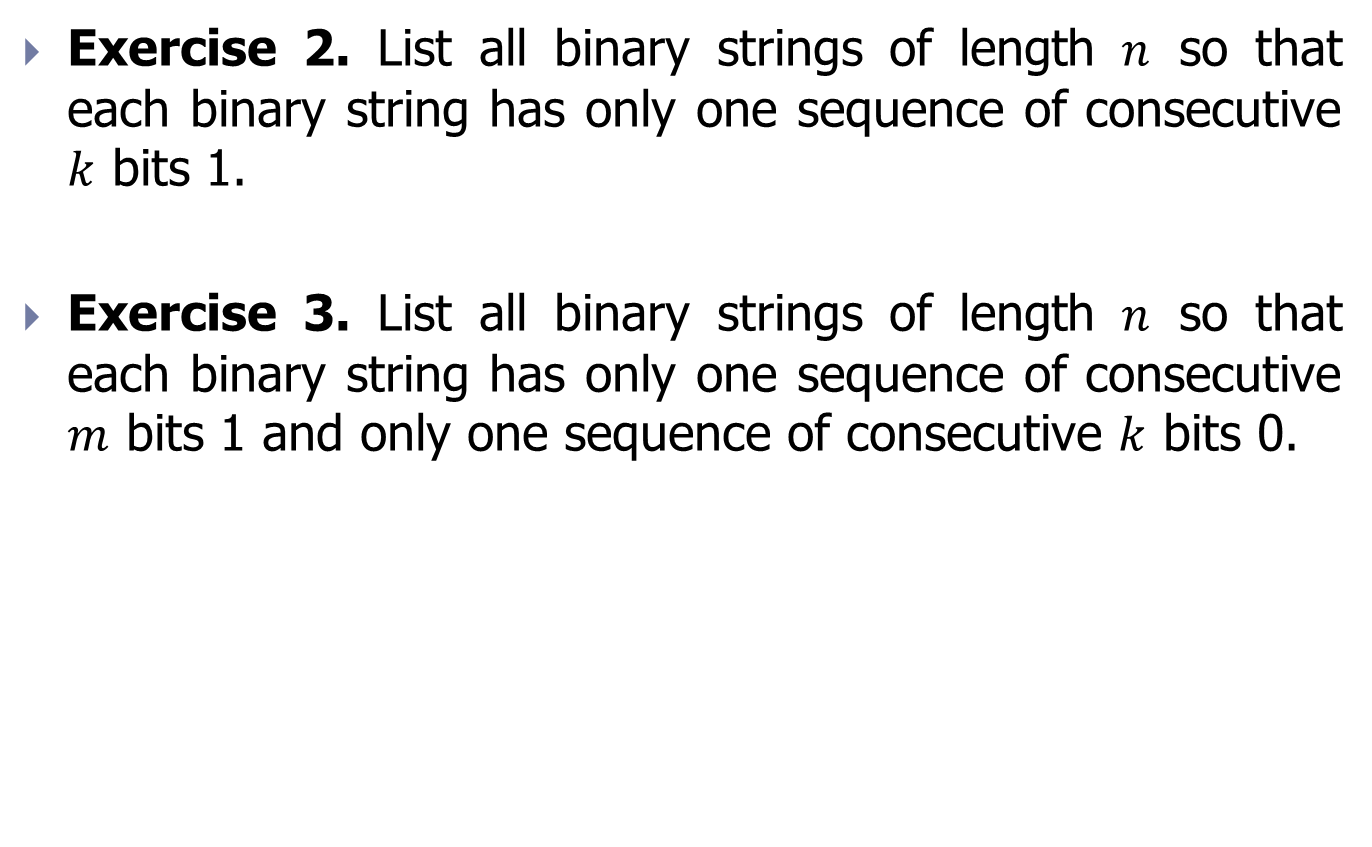 Exercise 2. List all binary strings of length n so that
each binary string has only one sequence of consecutive
k bits 1.
Exercise 3. List all binary strings of length n so that
each binary string has only one sequence of consecutive
m bits 1 and only one sequence of consecutive k bits 0.